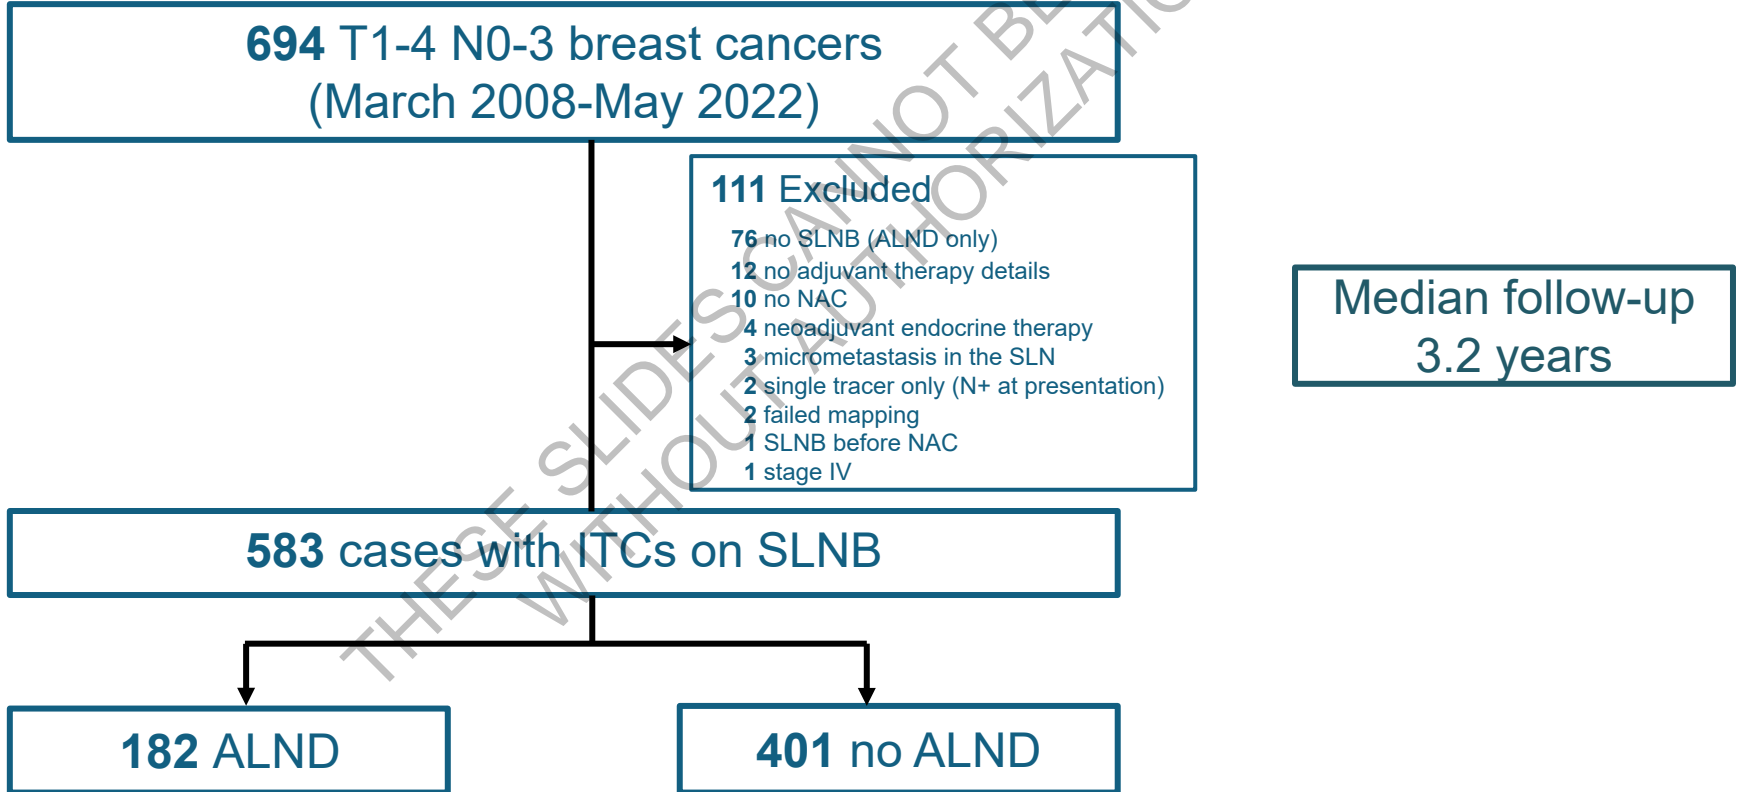 694 T1-4 N0-3 breast cancers
(March 2008-May 2022)
111 Excluded
76 no SLNB (ALND only)
12 no adjuvant therapy details
10 no NAC
4 neoadjuvant endocrine therapy
3 micrometastasis in the SLN
2 single tracer only (N+ at presentation)
2 failed mapping
1 SLNB before NAC
1 stage IV
Median follow-up
3.2 years
583 cases with ITCs on SLNB
182 ALND
401 no ALND
THESE SLIDES CANNOT
WITHOUT